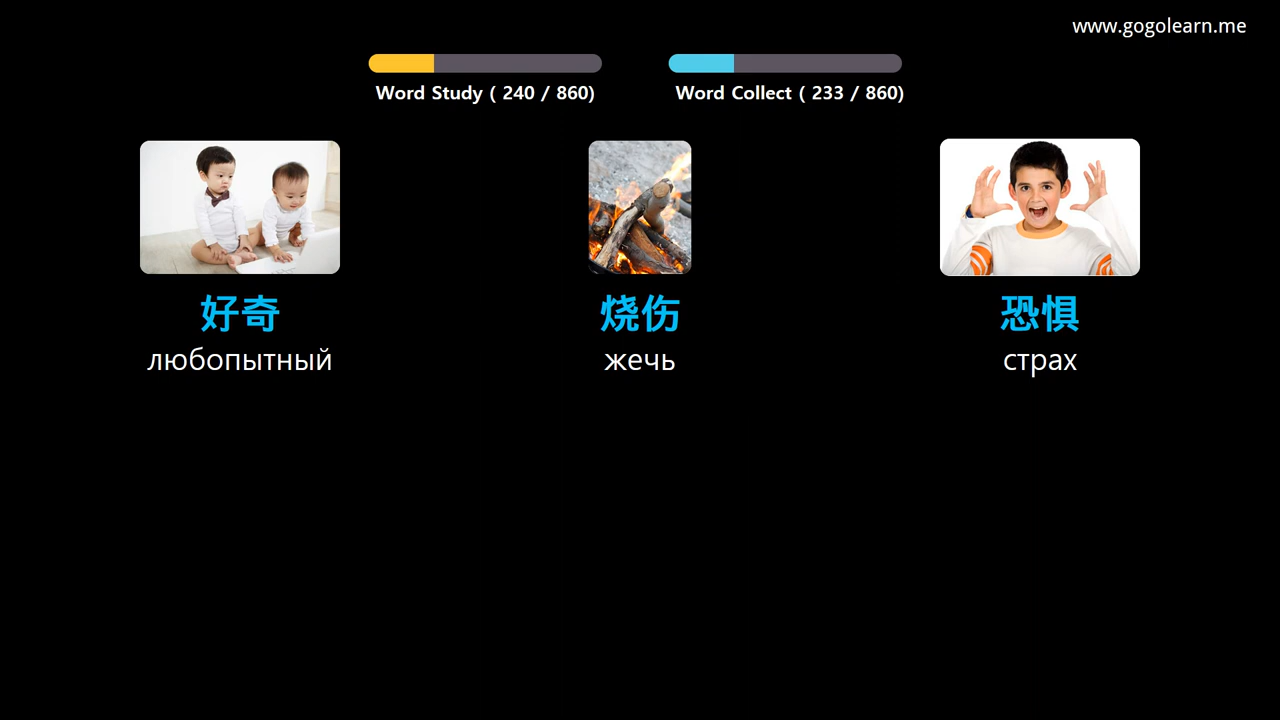 www.gogolearn.me
Word Study ( 240 / 860)
Word Collect ( 233 / 860)
好奇
烧伤
恐惧
любопытный
жечь
страх